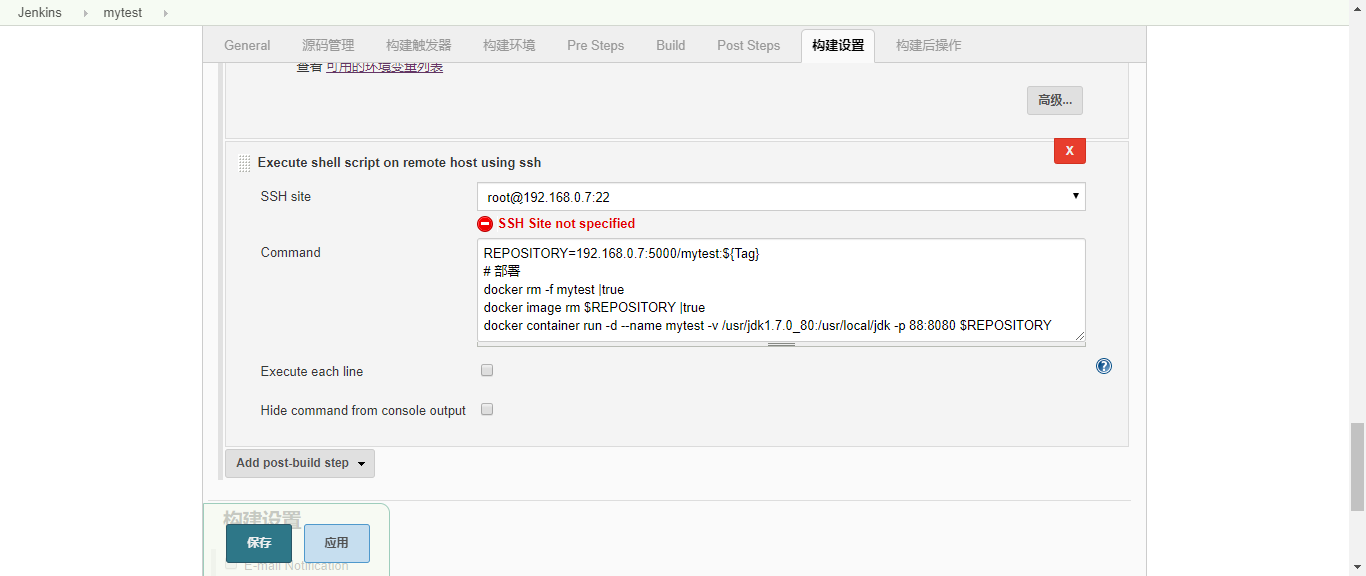 Jenkins mytest
General 源码管理 构建触发器 构建环境 Pre Steps Build Post Steps 构建设置 构建后操作
查看 可用的环境变量列表
高级...
X
Execute shell script on remote host using ssh
SSH site root@192.168.0.7:22
SSH Site not specified
Command
REPOSITORY=192.168.0.7:5000/mytest:${Tag}
# 部署
docker rm -f mytest |true
docker image rm $REPOSITORY |true
docker container run -d --name mytest -v /usr/jdk1.7.0_80:/usr/local/jdk -p 88:8080 $REPOSITORY
Execute each line
Hide command from console output
Add post-build step
构建设置
保存 应用
E-mail Notification